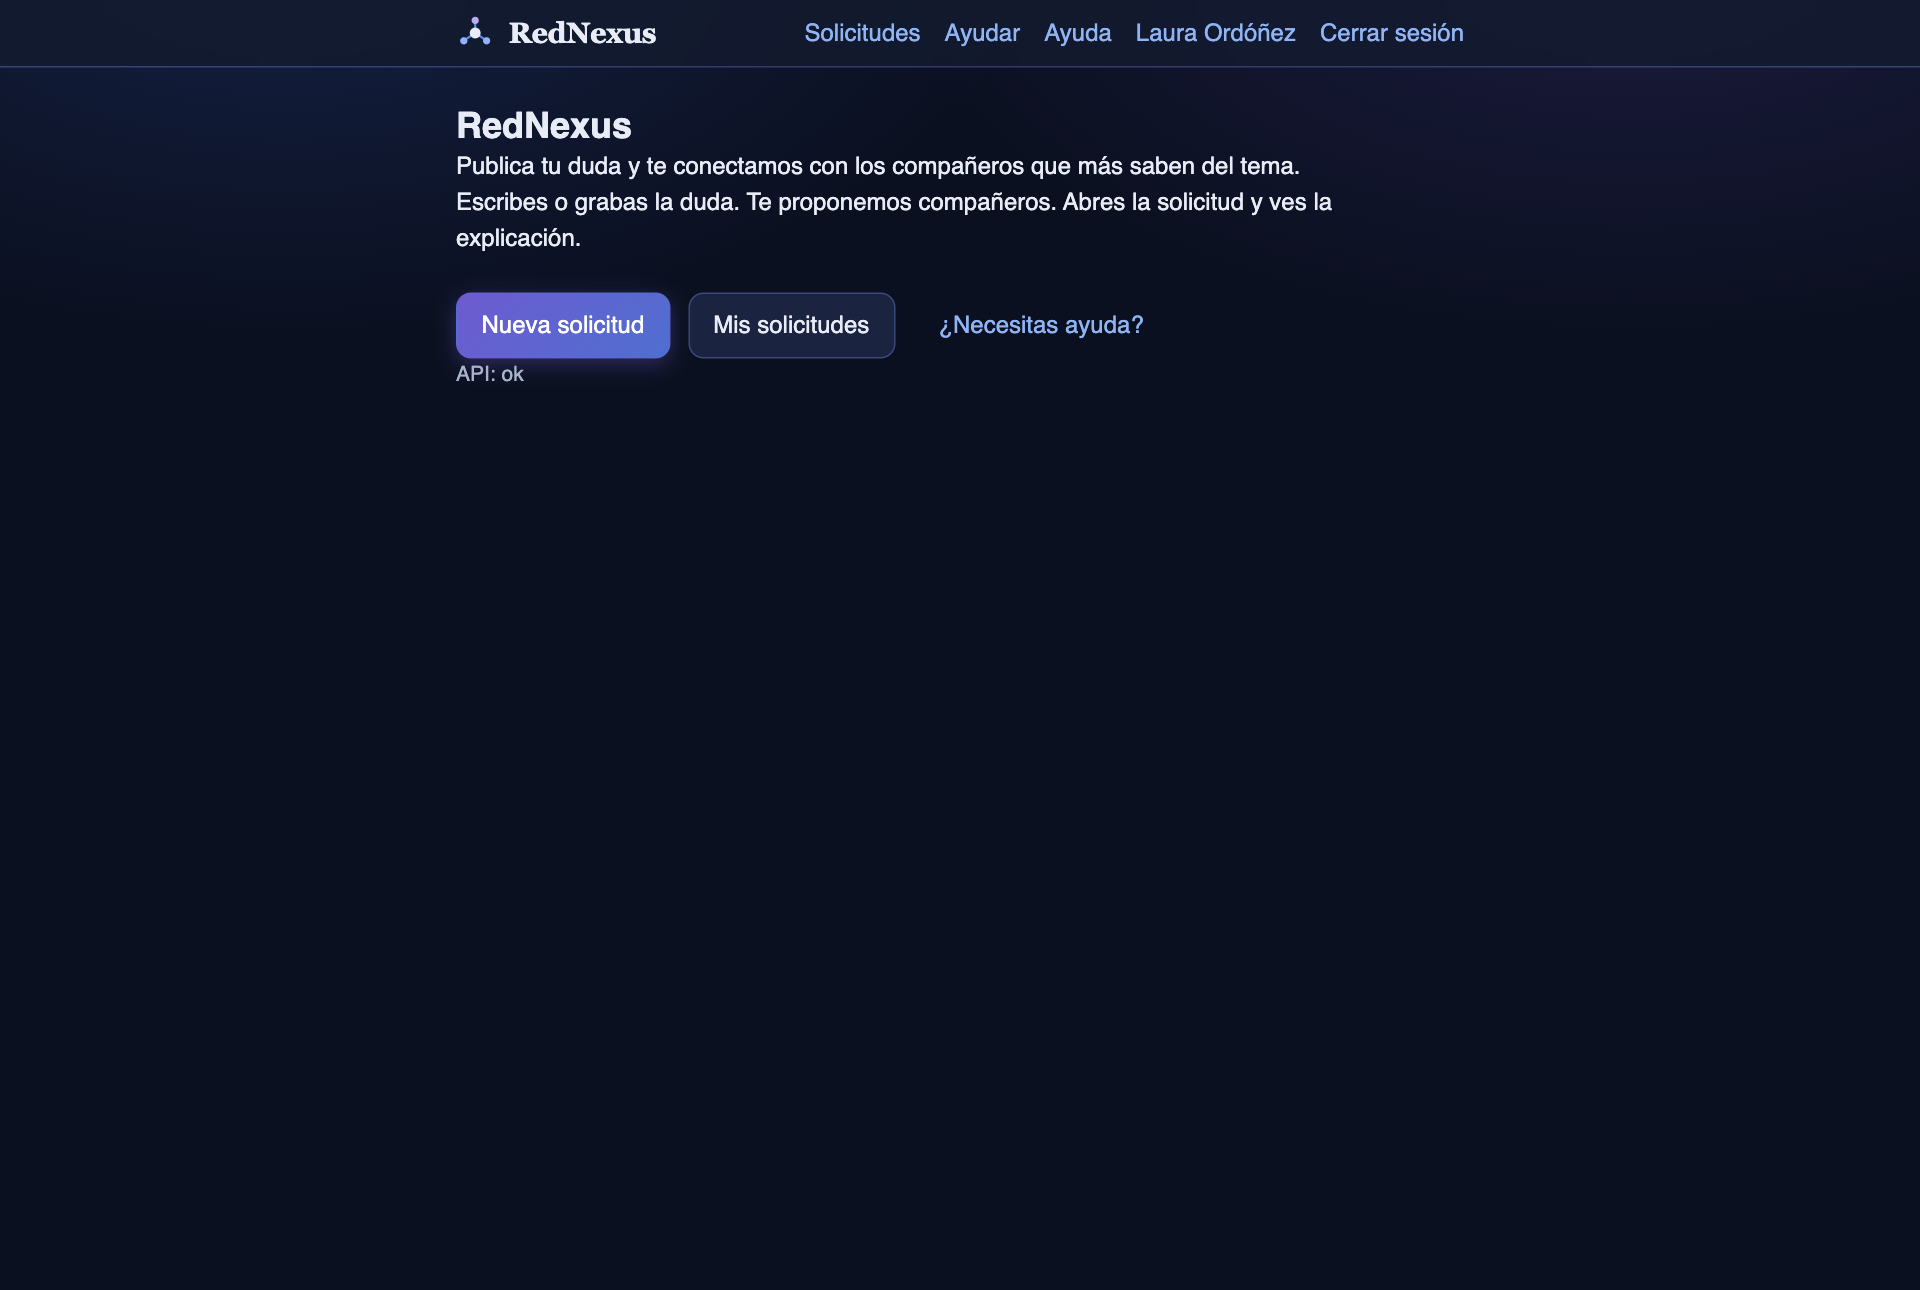 RedNexus
Solicitudes Ayudar Ayuda Laura Ordóñez Cerrar sesión
RedNexus
Publica tu duda y te conectamos con los compañeros que más saben del tema.
Escribes o grabas la duda. Te proponemos compañeros. Abres la solicitud y ves la
explicación.
Nueva solicitud Mis solicitudes ¿Necesitas ayuda?
API: ok